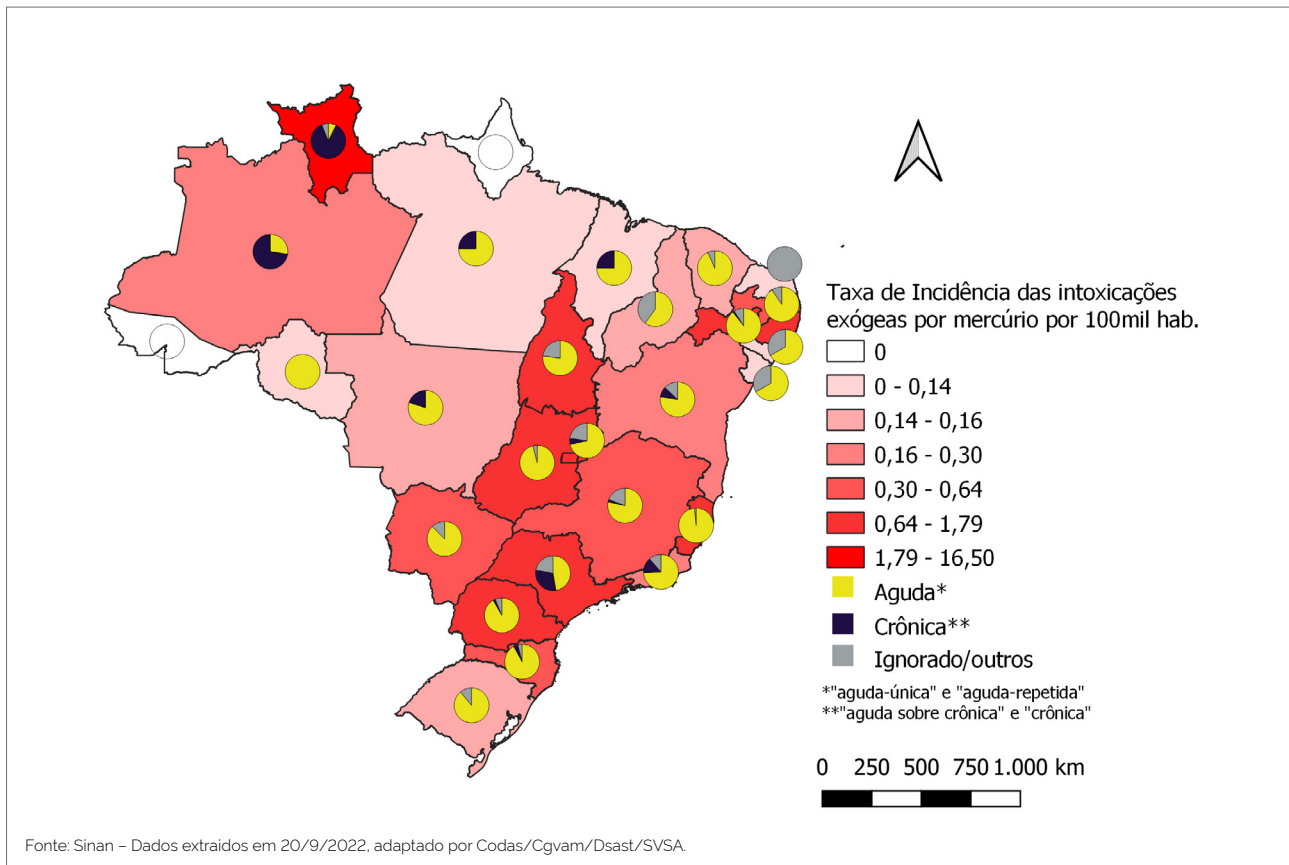 Taxa de Incidência das intoxicações
exógeas por mercúrio por 100mil hab.
0
0 - 0,14
0,14 - 0,16
0,16 - 0,30
0,30 - 0,64
0,64 - 1,79
1,79 - 16,50
Aguda*
Crônica**
Ignorado/outros
*"aguda-única" e "aguda-repetida"
**"aguda sobre crônica" e "crônica"
0 250 500 750 1.000 km
Fonte: Sinan – Dados extraidos em 20/9/2022, adaptado por Codas/Cgvam/Dsast/SVSA.